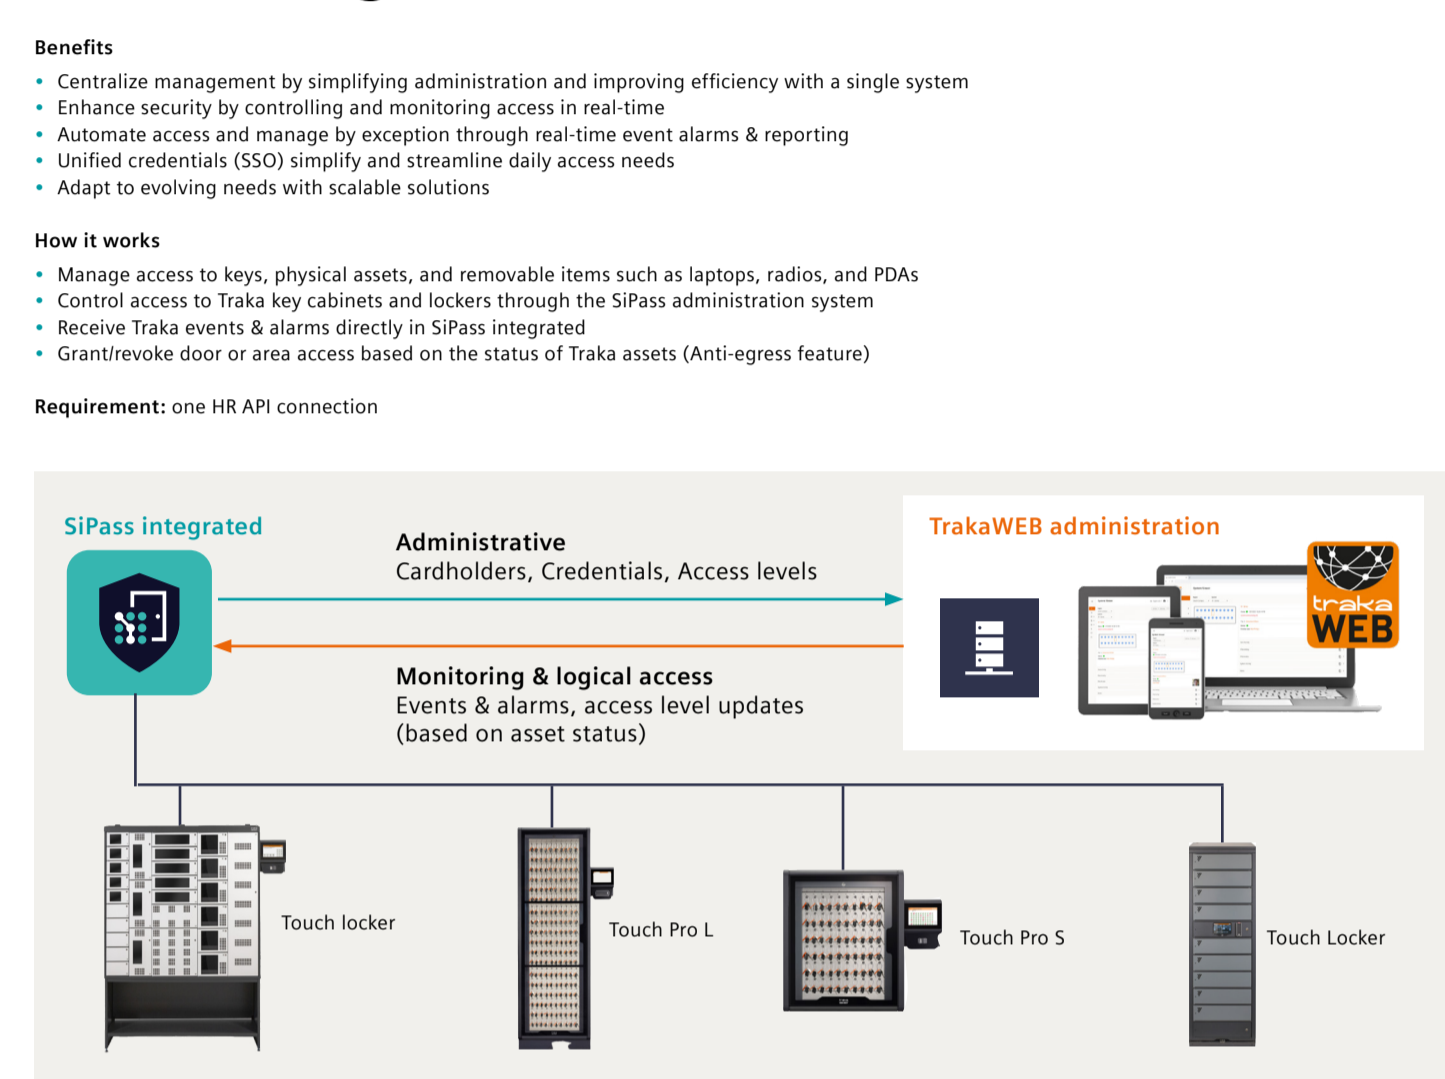 Benefits
• Centralize management by simplifying administration and improving efficiency with a single system
• Enhance security by controlling and monitoring access in real-time
• Automate access and manage by exception through real-time event alarms & reporting
• Unified credentials (SSO) simplify and streamline daily access needs
• Adapt to evolving needs with scalable solutions
How it works
• Manage access to keys, physical assets, and removable items such as laptops, radios, and PDAs
• Control access to Traka key cabinets and lockers through the SiPass administration system
• Receive Traka events & alarms directly in SiPass integrated
• Grant/revoke door or area access based on the status of Traka assets (Anti-egress feature)
Requirement: one HR API connection
SiPass integrated
Administrative
Cardholders, Credentials, Access levels
Monitoring & logical access
Events & alarms, access level updates
(based on asset status)
TrakaWEB administration
traka
WEB
Touch locker
Touch Pro L
Touch Pro S
Touch Locker